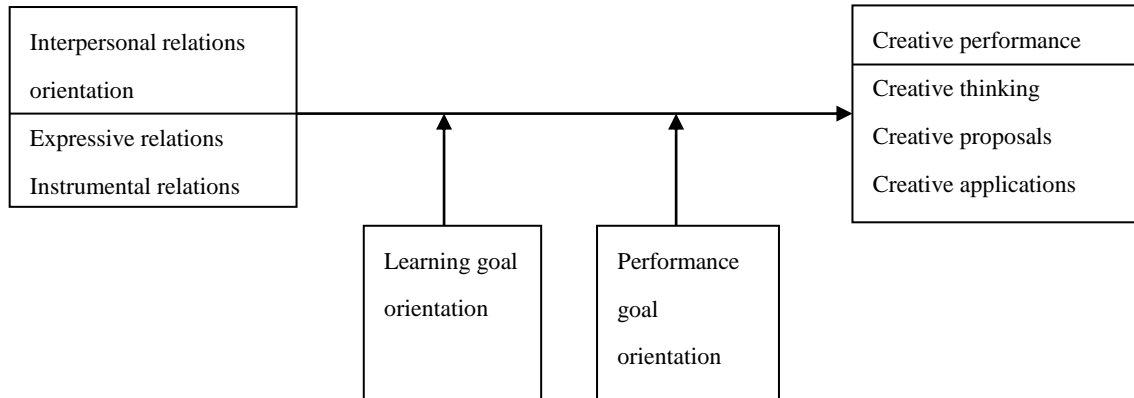 Interpersonal relations
orientation
Expressive relations
Instrumental relations
Creative performance
Creative thinking
Creative proposals
Creative applications
Learning goal
orientation
Performance
goal
orientation